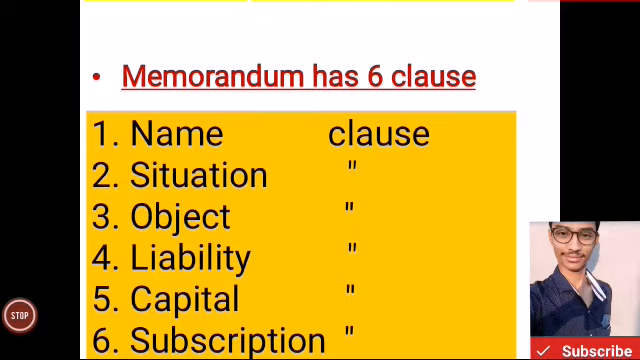 • Memorandum has 6 clause
1. Name clause
2. Situation "
3. Object "
4. Liability "
5. Capital "
6. Subscription "
STOP
✓ Subscribe